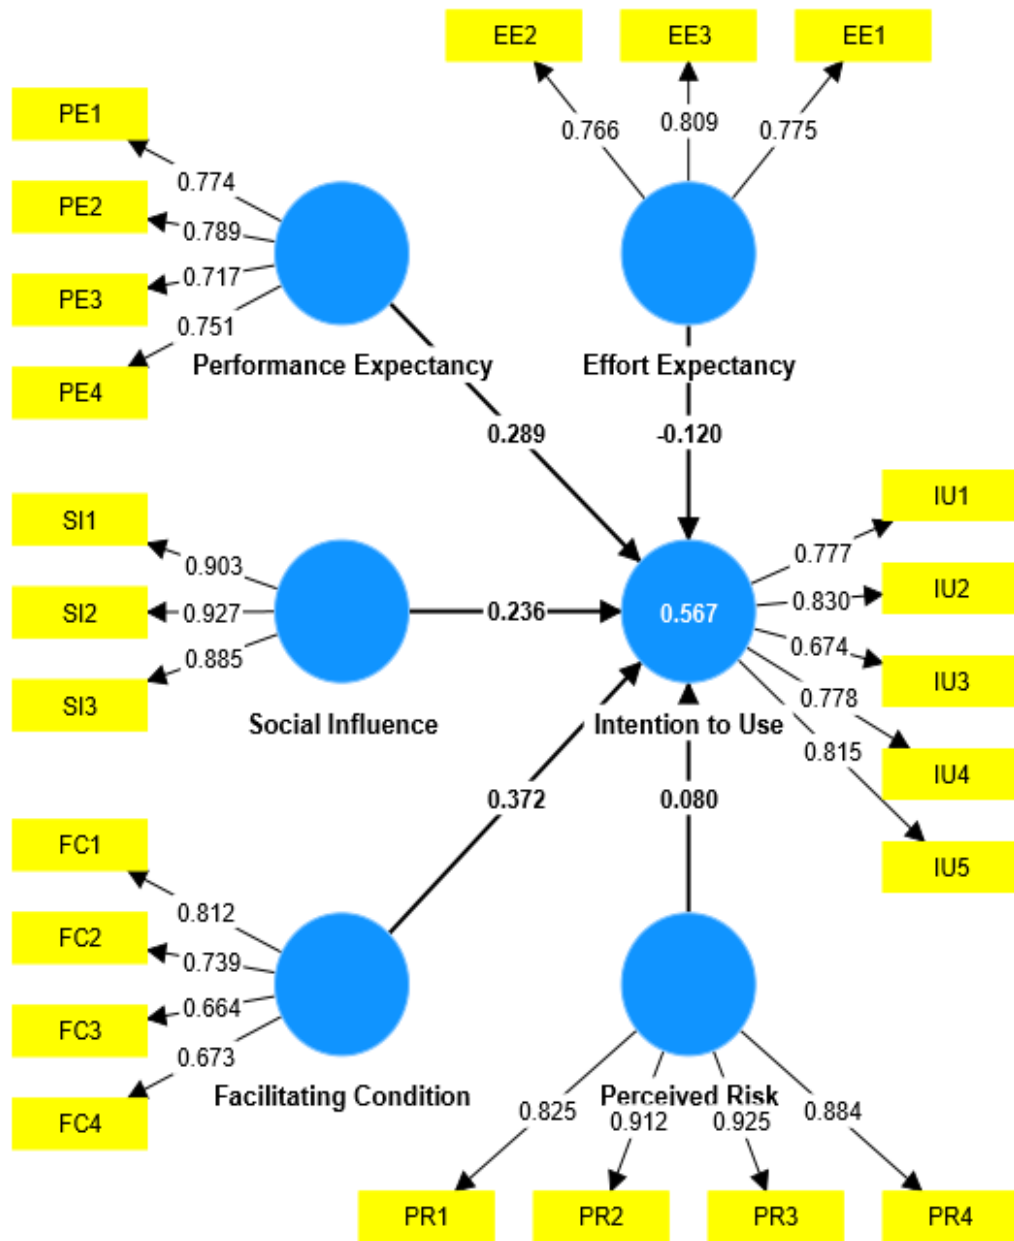 EE2 EE3 EE1
0.766 0.809 0.775
PE1
PE2
PE3
PE4
0.774
0.789
0.717
0.751
Performance Expectancy
Effort Expectancy
0.289
-0.120
SI1
SI2
SI3
0.903
0.927
0.885
Social Influence
0.236
0.567
Intention to Use
0.777
0.830
0.674
0.778
0.815
IU1
IU2
IU3
IU4
IU5
0.372
0.080
FC1
FC2
FC3
FC4
0.812
0.739
0.664
0.673
Facilitating Condition
Perceived Risk
0.825 0.912 0.925 0.884
PR1 PR2 PR3 PR4